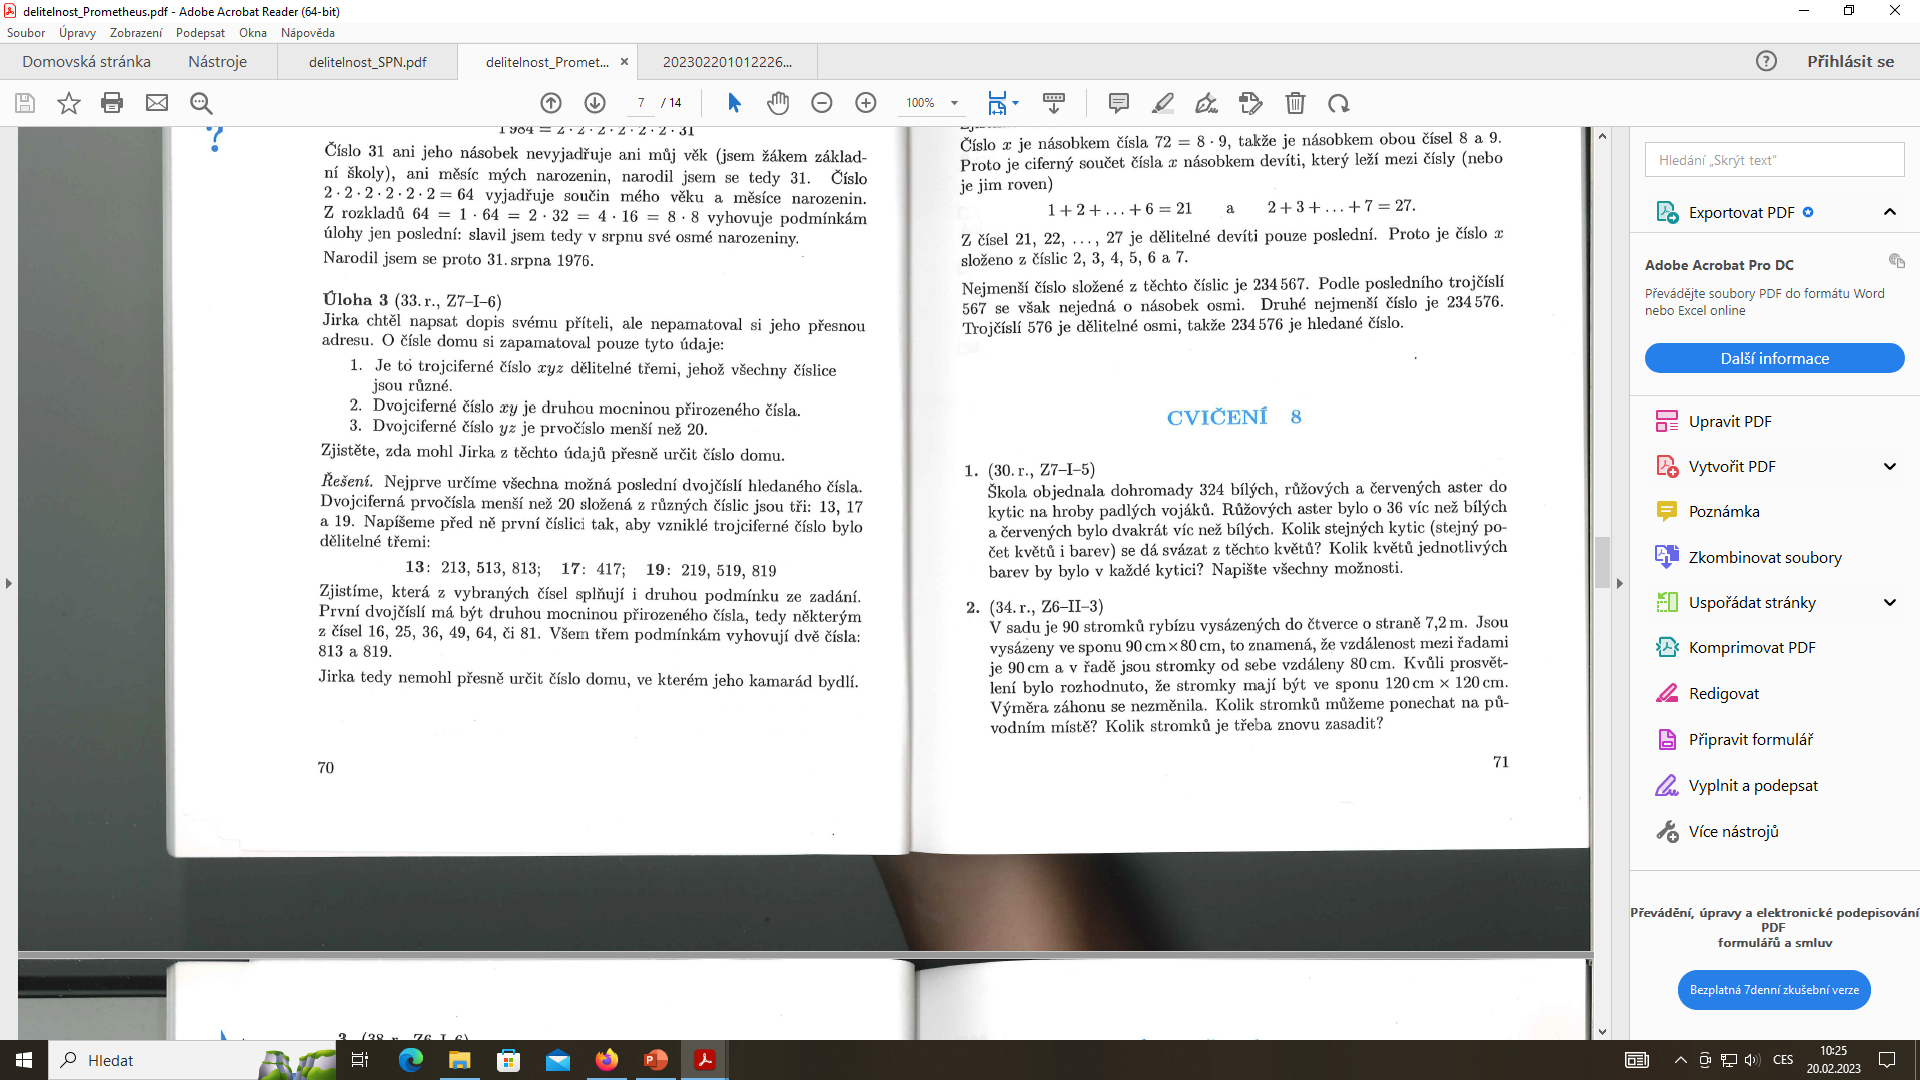 delitelnost_Prometheus.pdf - Adobe Acrobat Reader (64-bit)
Soubor Úpravy Zobrazení Podepsat Okna Nápověda
Domovská stránka Nástroje delitelnost_SPN.pdf delitelnost_Promet... × 202302201012226... Přihlásit se
7 / 14 100%
?
1 984 = 2 · 2 · 2 · 2 · 2 · 2 · 31
Číslo 31 ani jeho násobek nevyjadřuje ani můj věk (jsem žákem základ-
ní školy), ani měsíc mých narozenin, narodil jsem se tedy 31. Číslo
2 · 2 · 2 · 2 · 2 · 2 = 64 vyjadřuje součin mého věku a měsíce narozenin.
Z rozkladů 64 = 1 · 64 = 2 · 32 = 4 · 16 = 8 · 8 vyhovuje podmínkám
úlohy jen poslední: slavil jsem tedy v srpnu své osmé narozeniny.
Narodil jsem se proto 31. srpna 1976.
Úloha 3 (33. r., Z7–I–6)
Jirka chtěl napsat dopis svému příteli, ale nepamatoval si jeho přesnou
adresu. O čísle domu si zapamatoval pouze tyto údaje:
1. Je to trojciferné číslo xyz dělitelné třemi, jehož všechny číslice
jsou různé.
2. Dvojciferné číslo xy je druhou mocninou přirozeného čísla.
3. Dvojciferné číslo yz je prvočíslo menší než 20.
Zjistěte, zda mohl Jirka z těchto údajů přesně určit číslo domu.
Řešení. Nejprve určíme všechna možná poslední dvojčíslí hledaného čísla.
Dvojciferná prvočísla menší než 20 složená z různých číslic jsou tři: 13, 17
a 19. Napíšeme před ně první číslici tak, aby vzniklé trojciferné číslo bylo
dělitelné třemi:
13: 213, 513, 813; 17: 417; 19: 219, 519, 819
Zjistíme, která z vybraných čísel splňují i druhou podmínku ze zadání.
První dvojčíslí má být druhou mocninou přirozeného čísla, tedy některým
z čísel 16, 25, 36, 49, 64, či 81. Všem třem podmínkám vyhovují dvě čísla:
813 a 819.
Jirka tedy nemohl přesně určit číslo domu, ve kterém jeho kamarád bydlí.
70
Číslo x je násobkem čísla 72 = 8 · 9, takže je násobkem obou čísel 8 a 9.
Proto je ciferný součet čísla x násobkem devíti, který leží mezi čísly (nebo
je jim roven)
1 + 2 + . . . + 6 = 21 a 2 + 3 + . . . + 7 = 27.
Z čísel 21, 22, . . . , 27 je dělitelné devíti pouze poslední. Proto je číslo x
složeno z číslic 2, 3, 4, 5, 6 a 7.
Nejmenší číslo složené z těchto číslic je 234 567. Podle posledního trojčíslí
567 se však nejedná o násobek osmi. Druhé nejmenší číslo je 234 576.
Trojčíslí 576 je dělitelné osmi, takže 234 576 je hledané číslo.
CVIČENÍ 8
1. (30. r., Z7–I–5)
Škola objednala dohromady 324 bílých, růžových a červených aster do
kytic na hroby padlých vojáků. Růžových aster bylo o 36 víc než bílých
a červených bylo dvakrát víc než bílých. Kolik stejných kytic (stejný po-
čet květů i barev) se dá svázat z těchto květů? Kolik květů jednotlivých
barev by bylo v každé kytici? Napište všechny možnosti.
2. (34. r., Z6–II–3)
V sadu je 90 stromků rybízu vysázených do čtverce o straně 7,2 m. Jsou
vysázeny ve sponu 90 cm×80 cm, to znamená, že vzdálenost mezi řadami
je 90 cm a v řadě jsou stromky od sebe vzdáleny 80 cm. Kvůli prosvět-
lení bylo rozhodnuto, že stromky mají být ve sponu 120 cm × 120 cm.
Výměra záhonu se nezměnila. Kolik stromků můžeme ponechat na pů-
vodním místě? Kolik stromků je třeba znovu zasadit?
71
3. (38. r., Z6–I–6)
Hledání „Skrýt text“
Exportovat PDF
Adobe Acrobat Pro DC
Převádějte soubory PDF do formátu Word
nebo Excel online
Další informace
Upravit PDF
Vytvořit PDF
Poznámka
Zkombinovat soubory
Uspořádat stránky
Komprimovat PDF
Redigovat
Připravit formulář
Vyplnit a podepsat
Více nástrojů
Převádění, úpravy a elektronické podepisování
PDF
formulářů a smluv
Bezplatná 7denní zkušební verze
Hledat
CES
10:25
20.02.2023